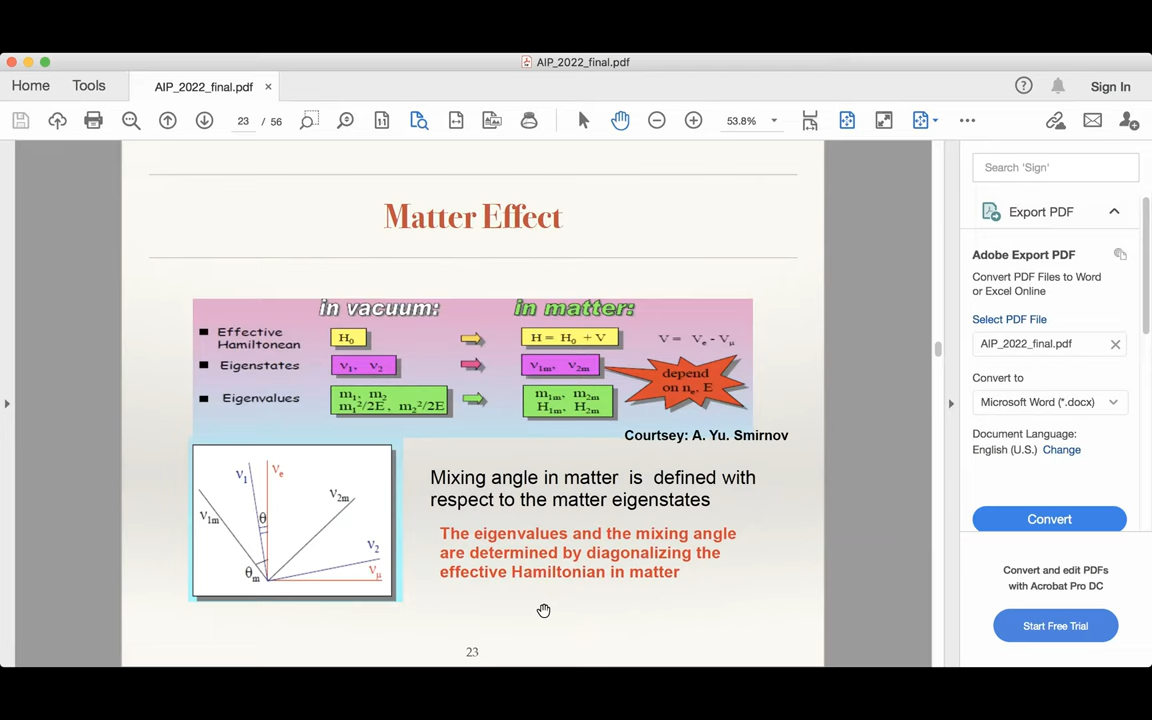 AIP_2022_final.pdf
Home Tools AIP_2022_final.pdf × Sign In
23 / 56 53.8%
Matter Effect
in vacuum: in matter:
Effective Hamiltonean H₀ H = H₀ + V V = Vₑ - V_μ
Eigenstates ν₁, ν₂ ν₁ₘ, ν₂ₘ
depend
on nₑ, E
Eigenvalues m₁, m₂ m₁ₘ, m₂ₘ
m₁²/2E, m₂²/2E H₁ₘ, H₂ₘ
Courtsey: A. Yu. Smirnov
ν₁ νₑ
ν₂ₘ
ν₁ₘ θ
ν₂
θₘ ν_μ
Mixing angle in matter is defined with
respect to the matter eigenstates
The eigenvalues and the mixing angle
are determined by diagonalizing the
effective Hamiltonian in matter
23
Search 'Sign'
Export PDF
Adobe Export PDF
Convert PDF Files to Word
or Excel Online
Select PDF File
AIP_2022_final.pdf
Convert to
Microsoft Word (*.docx)
Document Language:
English (U.S.) Change
Convert
Convert and edit PDFs
with Acrobat Pro DC
Start Free Trial